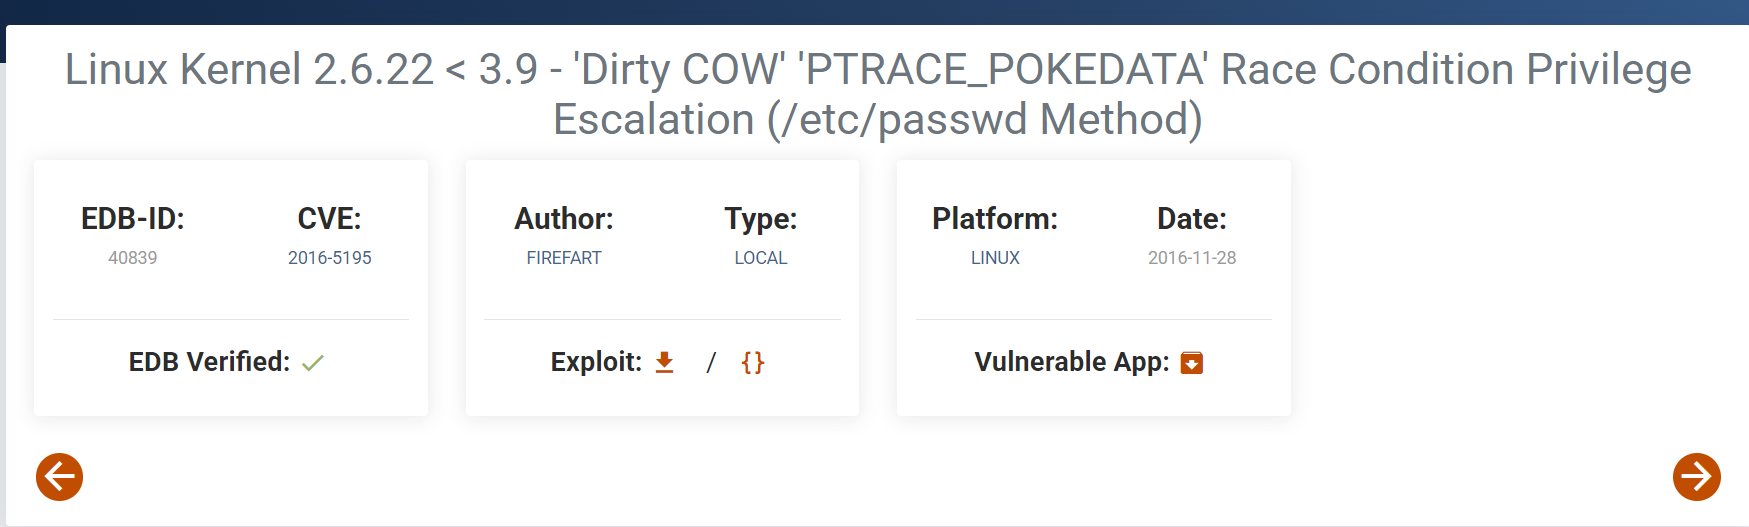 Linux Kernel 2.6.22 < 3.9 - 'Dirty COW' 'PTRACE_POKEDATA' Race Condition Privilege
Escalation (/etc/passwd Method)
EDB-ID:
40839
CVE:
2016-5195
EDB Verified:
Author:
FIREFART
Type:
LOCAL
Exploit: / {}
Platform:
LINUX
Date:
2016-11-28
Vulnerable App: